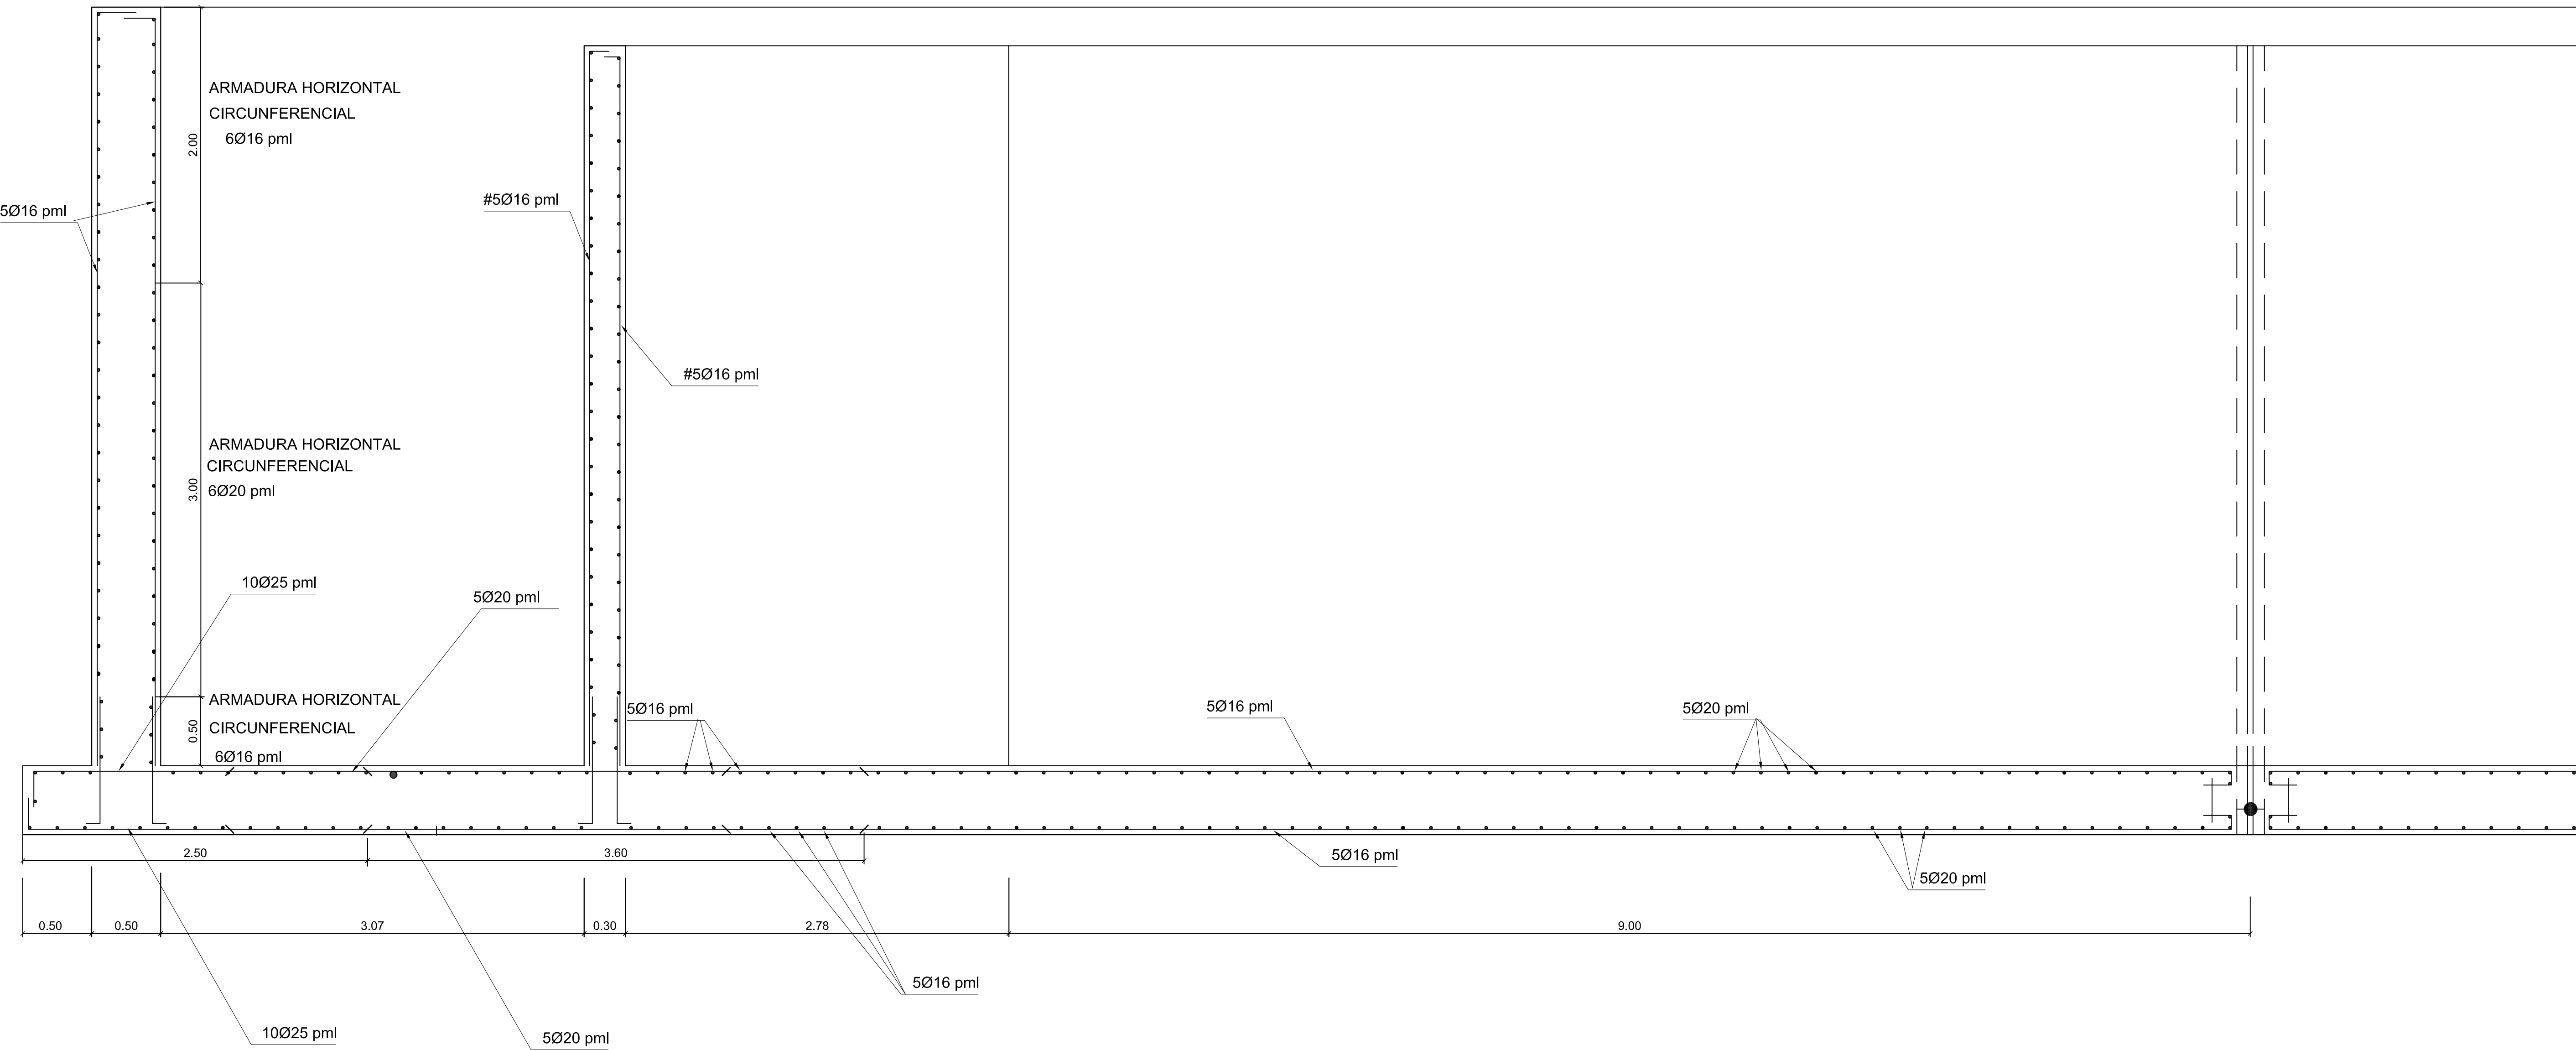 ARMADURA HORIZONTAL
CIRCUNFERENCIAL
6Ø16 pml
2.00
5Ø16 pml
#5Ø16 pml
#5Ø16 pml
ARMADURA HORIZONTAL
CIRCUNFERENCIAL
6Ø20 pml
3.00
10Ø25 pml
5Ø20 pml
ARMADURA HORIZONTAL
CIRCUNFERENCIAL
6Ø16 pml
0.50
5Ø16 pml
5Ø16 pml
5Ø20 pml
2.50
3.60
5Ø16 pml
5Ø20 pml
0.50
0.50
3.07
0.30
2.78
9.00
5Ø16 pml
10Ø25 pml
5Ø20 pml